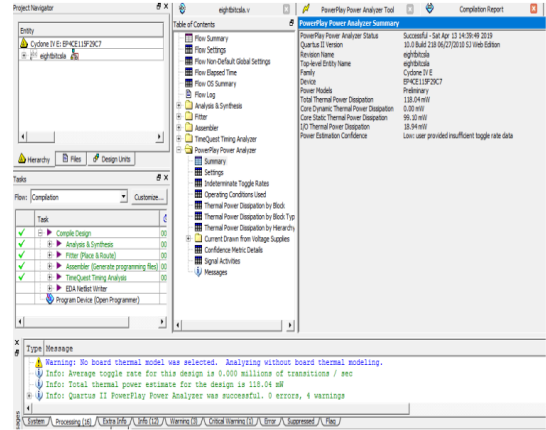 Project Navigator
Entity
Cyclone IV E: EP4CE115F29C7
eightbitcsla
Hierarchy
Files
Design Units
Tasks
Flow: Compilation
Customize...
Task
Compile Design
00
Analysis & Synthesis
00
Fitter (Place & Route)
00
Assembler (Generate programming files)
00
TimeQuest Timing Analysis
00
EDA Netlist Writer
Program Device (Open Programmer)
eightbitcsla.v
PowerPlay Power Analyzer Tool
Compilation Report
Table of Contents
Flow Summary
Flow Settings
Flow Non-Default Global Settings
Flow Elapsed Time
Flow OS Summary
Flow Log
Analysis & Synthesis
Fitter
Assembler
TimeQuest Timing Analyzer
PowerPlay Power Analyzer
Summary
Settings
Indeterminate Toggle Rates
Operating Conditions Used
Thermal Power Dissipation by Block
Thermal Power Dissipation by Block Typ
Thermal Power Dissipation by Hierarchy
Current Drawn from Voltage Supplies
Confidence Metric Details
Signal Activities
Messages
PowerPlay Power Analyzer Summary
PowerPlay Power Analyzer Status Successful - Sat Apr 13 14:39:49 2019
Quartus II Version 10.0 Build 218 06/27/2010 SJ Web Edition
Revision Name eightbitcsla
Top-level Entity Name eightbitcsla
Family Cyclone IV E
Device EP4CE115F29C7
Power Models Preliminary
Total Thermal Power Dissipation 118.04 mW
Core Dynamic Thermal Power Dissipation 0.00 mW
Core Static Thermal Power Dissipation 99.10 mW
I/O Thermal Power Dissipation 18.94 mW
Power Estimation Confidence Low: user provided insufficient toggle rate data
Type Message
Warning: No board thermal model was selected. Analyzing without board thermal modeling.
Info: Average toggle rate for this design is 0.000 millions of transitions / sec
Info: Total thermal power estimate for the design is 118.04 mW
Info: Quartus II PowerPlay Power Analyzer was successful. 0 errors, 4 warnings
System
Processing (16)
Extra Info
Info (12)
Warning (3)
Critical Warning (1)
Error
Suppressed
Flag